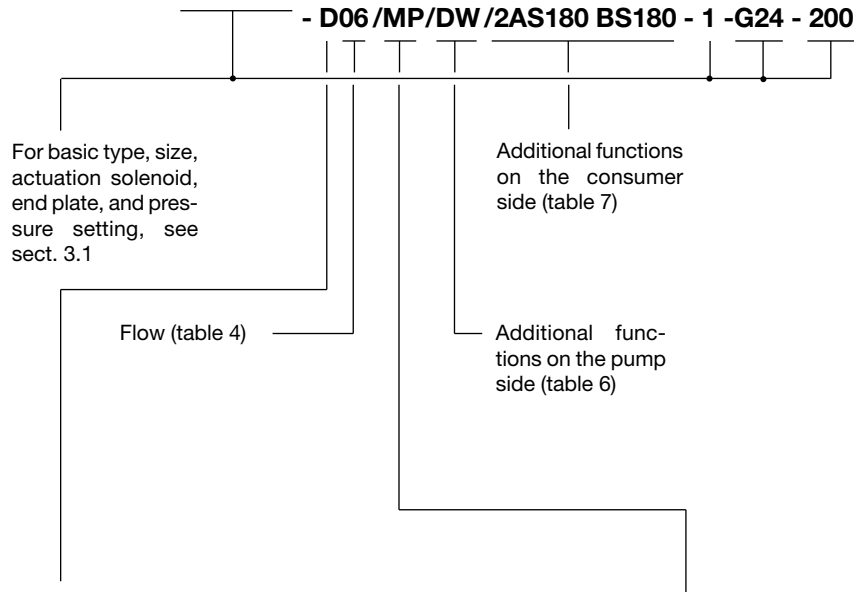 - D06 /MP/DW /2AS180 BS180 - 1 -G24 - 200
For basic type, size,
actuation solenoid,
end plate, and pres-
sure setting, see
sect. 3.1
Additional functions
on the consumer
side (table 7)
Flow (table 4)
Additional func-
tions on the pump
side (table 6)